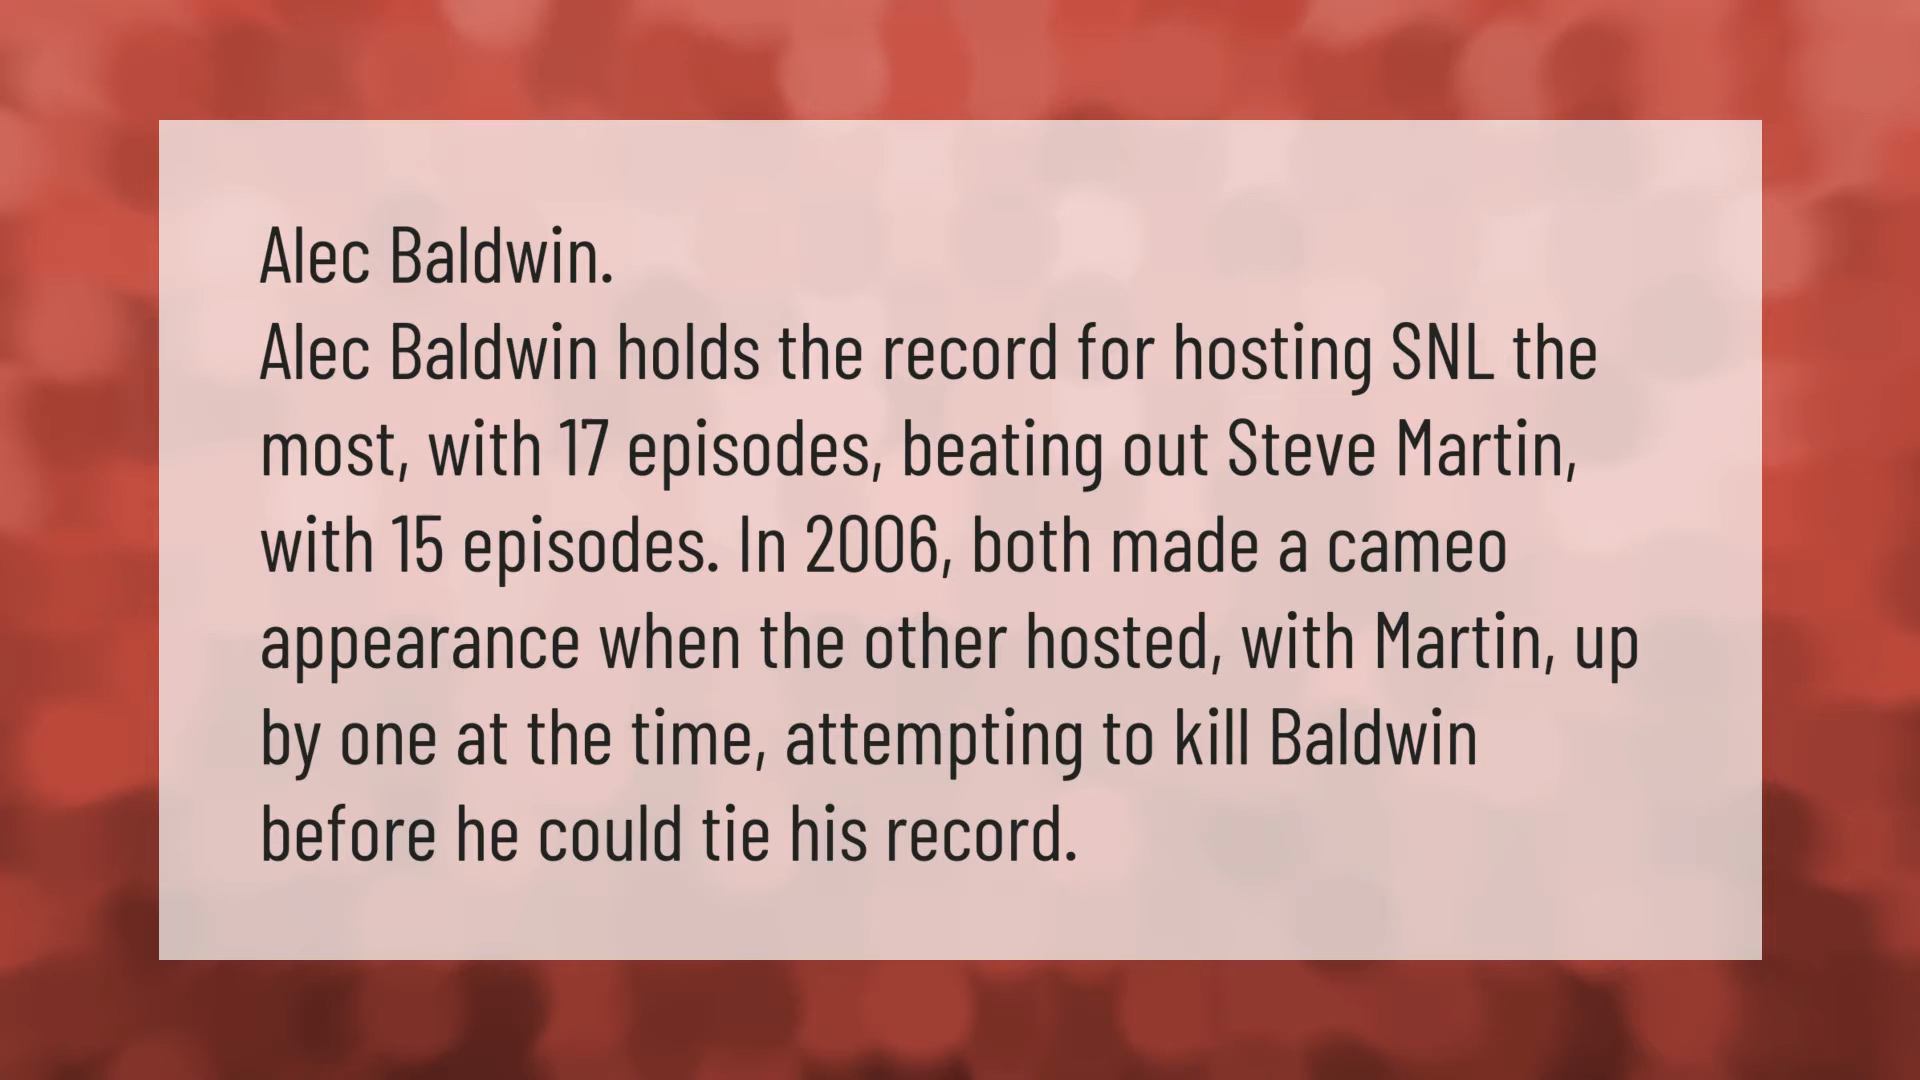 Alec Baldwin.
Alec Baldwin holds the record for hosting SNL the
most, with 17 episodes, beating out Steve Martin,
with 15 episodes. In 2006, both made a cameo
appearance when the other hosted, with Martin, up
by one at the time, attempting to kill Baldwin
before he could tie his record.